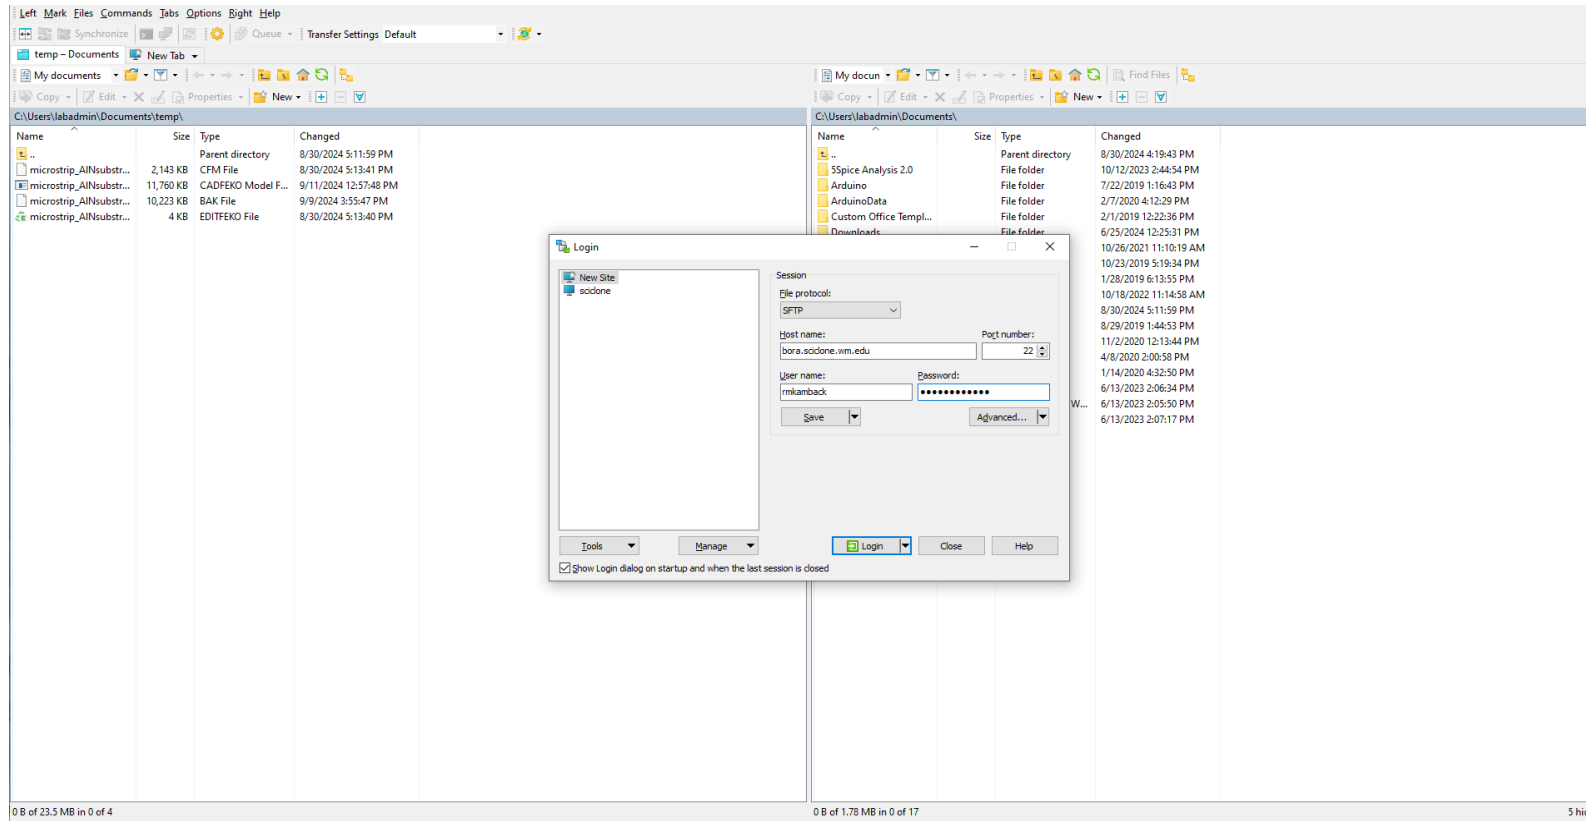 Left Mark Files Commands Tabs Options Right Help
Synchronize Queue Transfer Settings Default
temp – Documents New Tab
My documents My docun Find Files
Copy Edit Properties New Copy Edit Properties New
C:\Users\labadmin\Documents\temp\ C:\Users\labadmin\Documents\
Name Size Type Changed Name Size Type Changed
.. Parent directory 8/30/2024 5:11:59 PM .. Parent directory 8/30/2024 4:19:43 PM
microstrip_AlNsubstr... 2,143 KB CFM File 8/30/2024 5:13:41 PM 5Spice Analysis 2.0 File folder 10/12/2023 2:44:54 PM
microstrip_AlNsubstr... 11,760 KB CADFEKO Model F... 9/11/2024 12:57:48 PM Arduino File folder 7/22/2019 1:16:43 PM
microstrip_AlNsubstr... 10,223 KB BAK File 9/9/2024 3:55:47 PM ArduinoData File folder 2/7/2020 4:12:29 PM
microstrip_AlNsubstr... 4 KB EDITFEKO File 8/30/2024 5:13:40 PM Custom Office Templ... File folder 2/1/2019 12:22:36 PM
Downloads File folder 6/25/2024 12:25:31 PM
10/26/2021 11:10:19 AM
10/23/2019 5:19:34 PM
1/28/2019 6:13:55 PM
10/18/2022 11:14:58 AM
8/30/2024 5:11:59 PM
8/29/2019 1:44:53 PM
11/2/2020 12:13:44 PM
4/8/2020 2:00:58 PM
1/14/2020 4:32:50 PM
6/13/2023 2:06:34 PM
W... 6/13/2023 2:05:50 PM
6/13/2023 2:07:17 PM
Login
New Site
sciclone
Session
File protocol:
SFTP
Host name: Port number:
bora.sciclone.wm.edu 22
User name: Password:
rmkamback ••••••••••••
Save Advanced...
Tools Manage Login Close Help
Show Login dialog on startup and when the last session is closed
0 B of 23.5 MB in 0 of 4 0 B of 1.78 MB in 0 of 17 5 hi